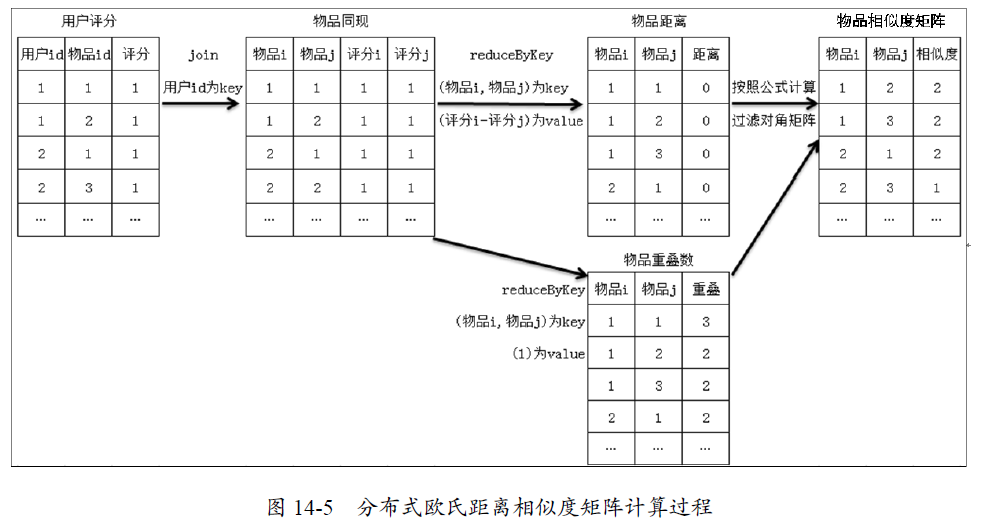 用户评分
物品同现
物品距离
物品相似度矩阵
用户id 物品id 评分
1 1 1
1 2 1
2 1 1
2 3 1
… … …
join
用户id为key
物品i 物品j 评分i 评分j
1 1 1 1
1 2 1 1
2 1 1 1
2 2 1 1
… … … …
reduceByKey
(物品i,物品j)为key
(评分i-评分j)为value
物品i 物品j 距离
1 1 0
1 2 0
1 3 0
2 1 0
… … …
按照公式计算
过滤对角矩阵
物品i 物品j 相似度
1 2 2
1 3 2
2 1 2
2 3 1
… … …
物品重叠数
reduceByKey
(物品i,物品j)为key
(1)为value
物品i 物品j 重叠
1 1 3
1 2 2
1 3 2
2 1 2
… … …
图 14-5 分布式欧氏距离相似度矩阵计算过程